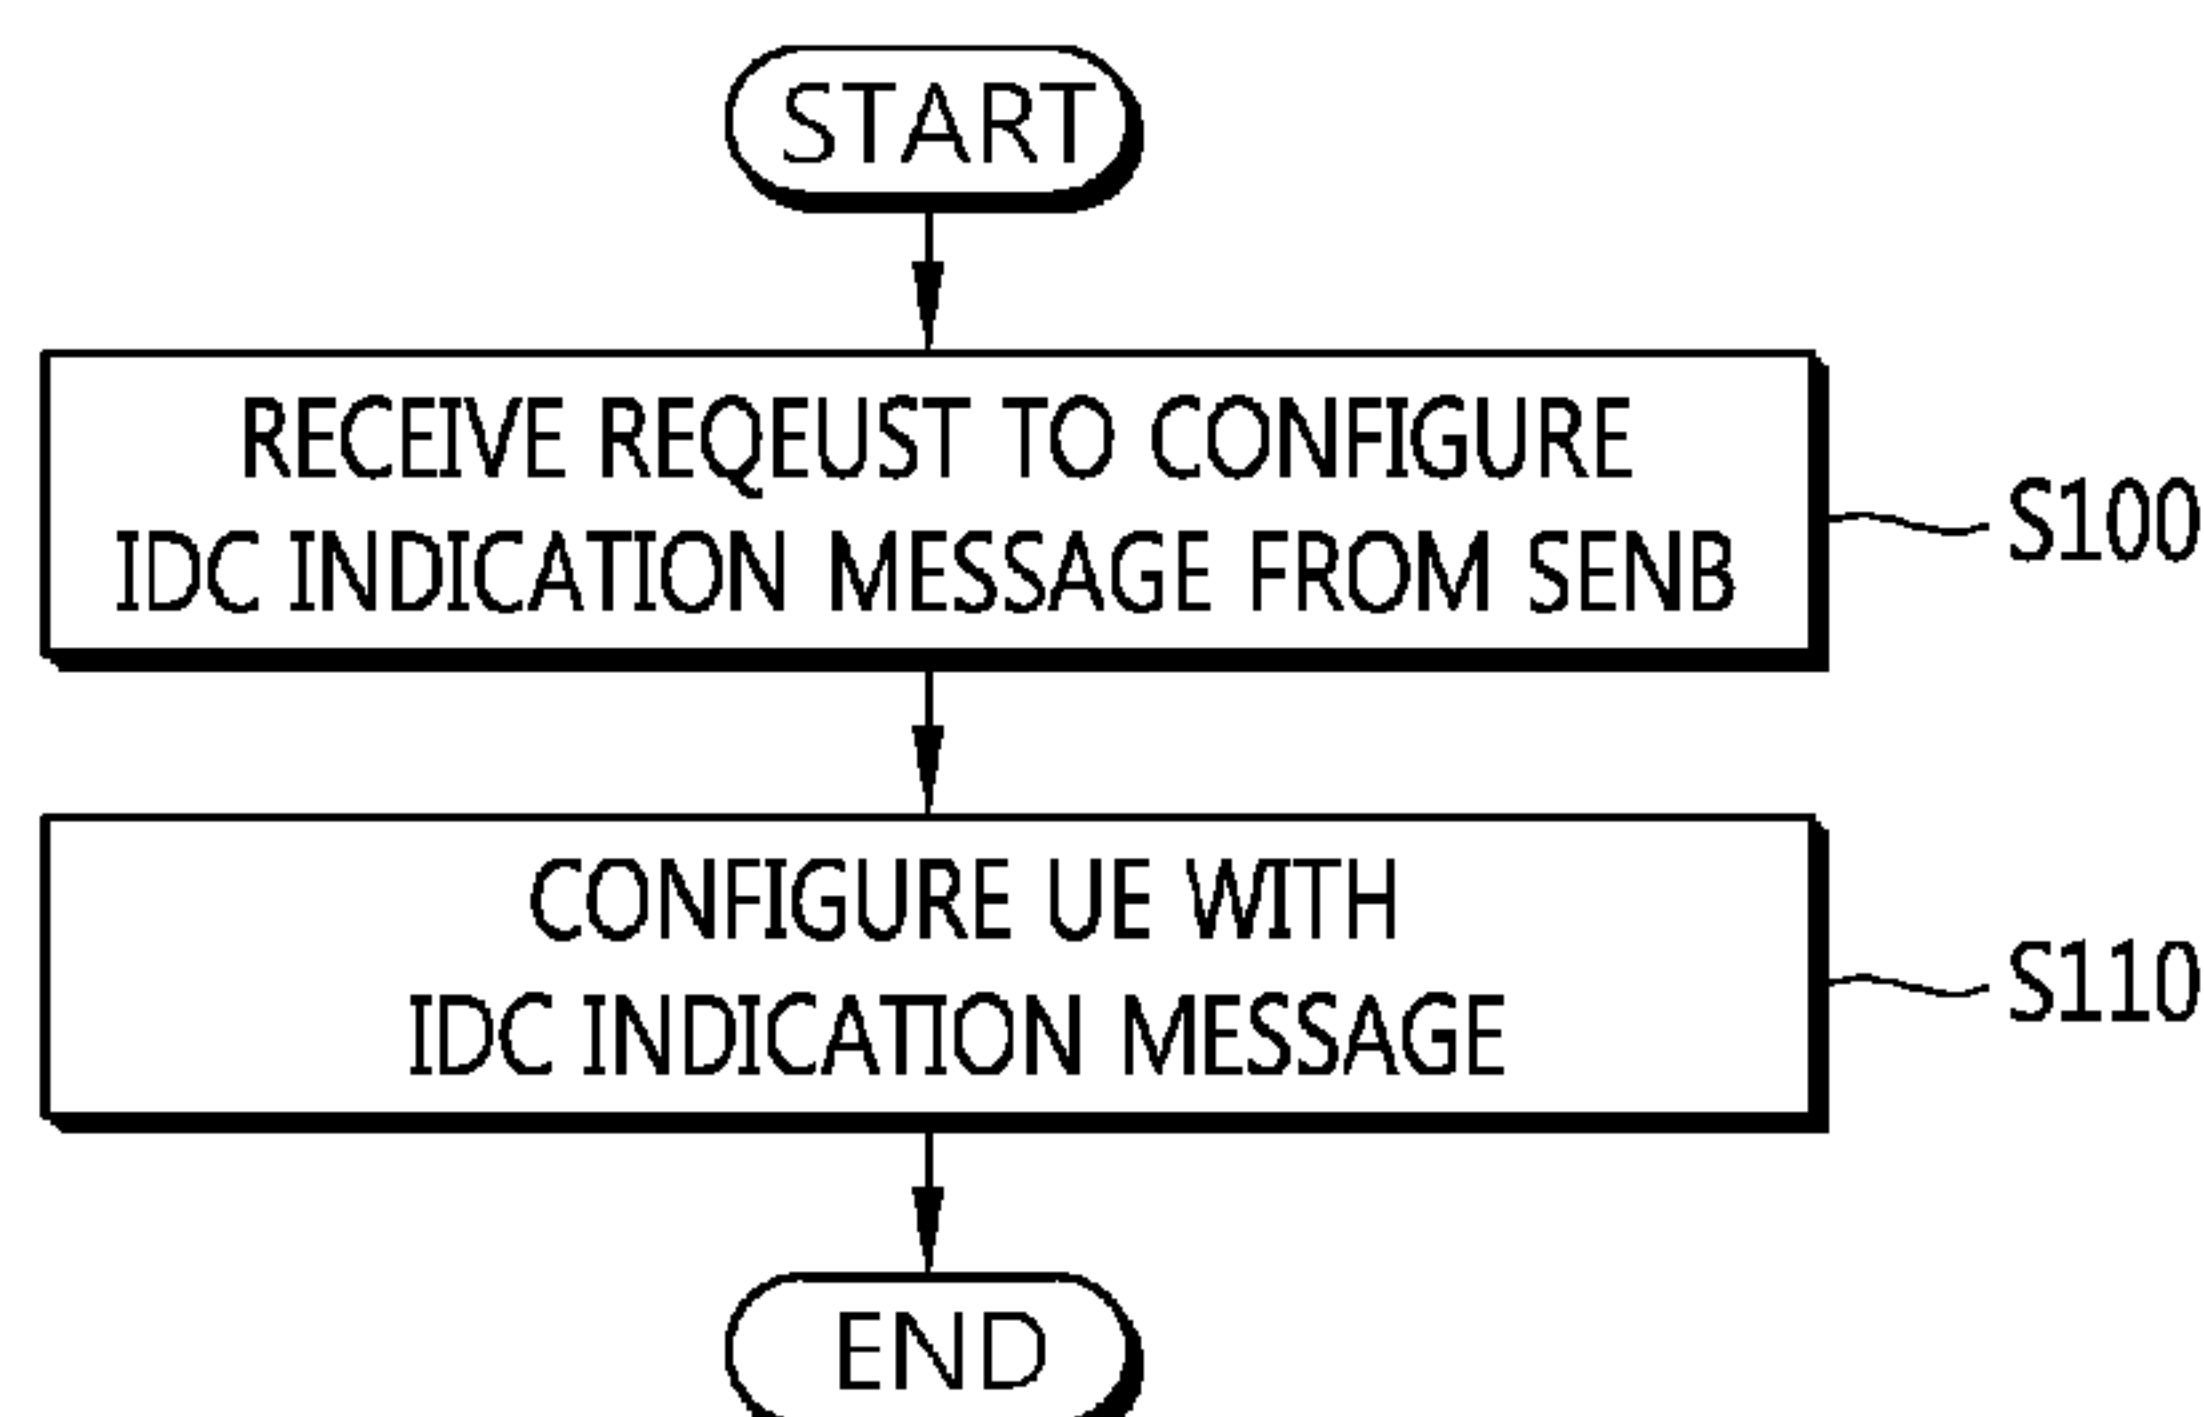 START
RECEIVE REQEUST TO CONFIGURE
IDC INDICATION MESSAGE FROM SENB
S100
CONFIGURE UE WITH
IDC INDICATION MESSAGE
S110
END